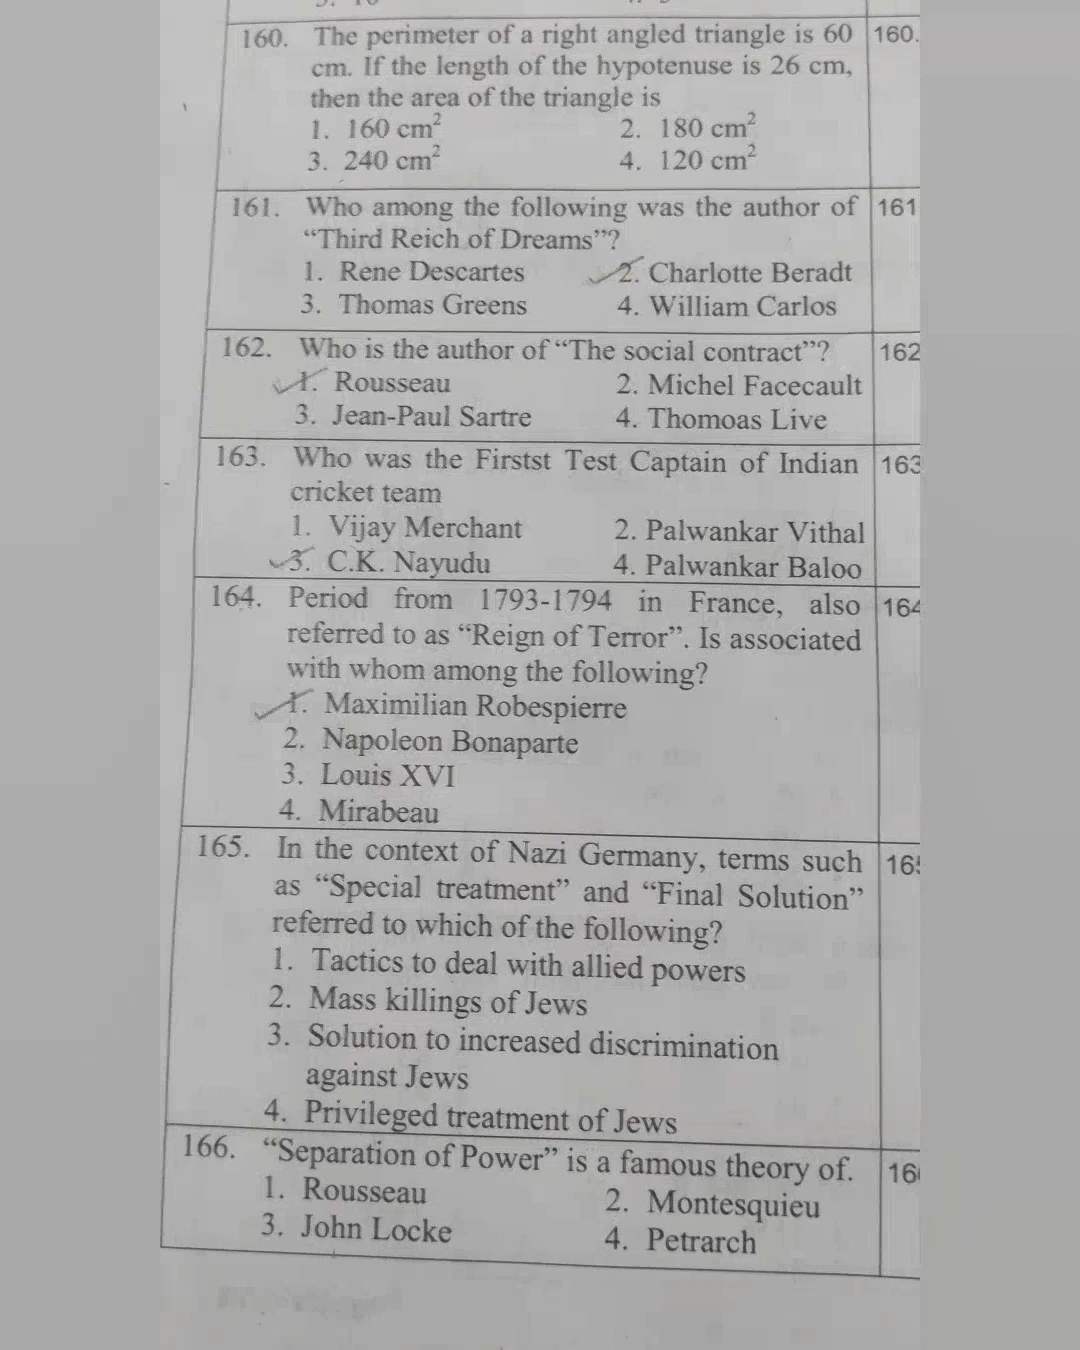 160. The perimeter of a right angled triangle is 60 160.
cm. If the length of the hypotenuse is 26 cm,
then the area of the triangle is
1. 160 cm² 2. 180 cm²
3. 240 cm² 4. 120 cm²
161. Who among the following was the author of 161
“Third Reich of Dreams”?
1. Rene Descartes 2. Charlotte Beradt
3. Thomas Greens 4. William Carlos
162. Who is the author of “The social contract”? 162
1. Rousseau 2. Michel Facecault
3. Jean-Paul Sartre 4. Thomoas Live
163. Who was the Firstst Test Captain of Indian 163
cricket team
1. Vijay Merchant 2. Palwankar Vithal
3. C.K. Nayudu 4. Palwankar Baloo
164. Period from 1793-1794 in France, also 164
referred to as “Reign of Terror”. Is associated
with whom among the following?
1. Maximilian Robespierre
2. Napoleon Bonaparte
3. Louis XVI
4. Mirabeau
165. In the context of Nazi Germany, terms such 165
as “Special treatment” and “Final Solution”
referred to which of the following?
1. Tactics to deal with allied powers
2. Mass killings of Jews
3. Solution to increased discrimination
against Jews
4. Privileged treatment of Jews
166. “Separation of Power” is a famous theory of. 16
1. Rousseau 2. Montesquieu
3. John Locke 4. Petrarch